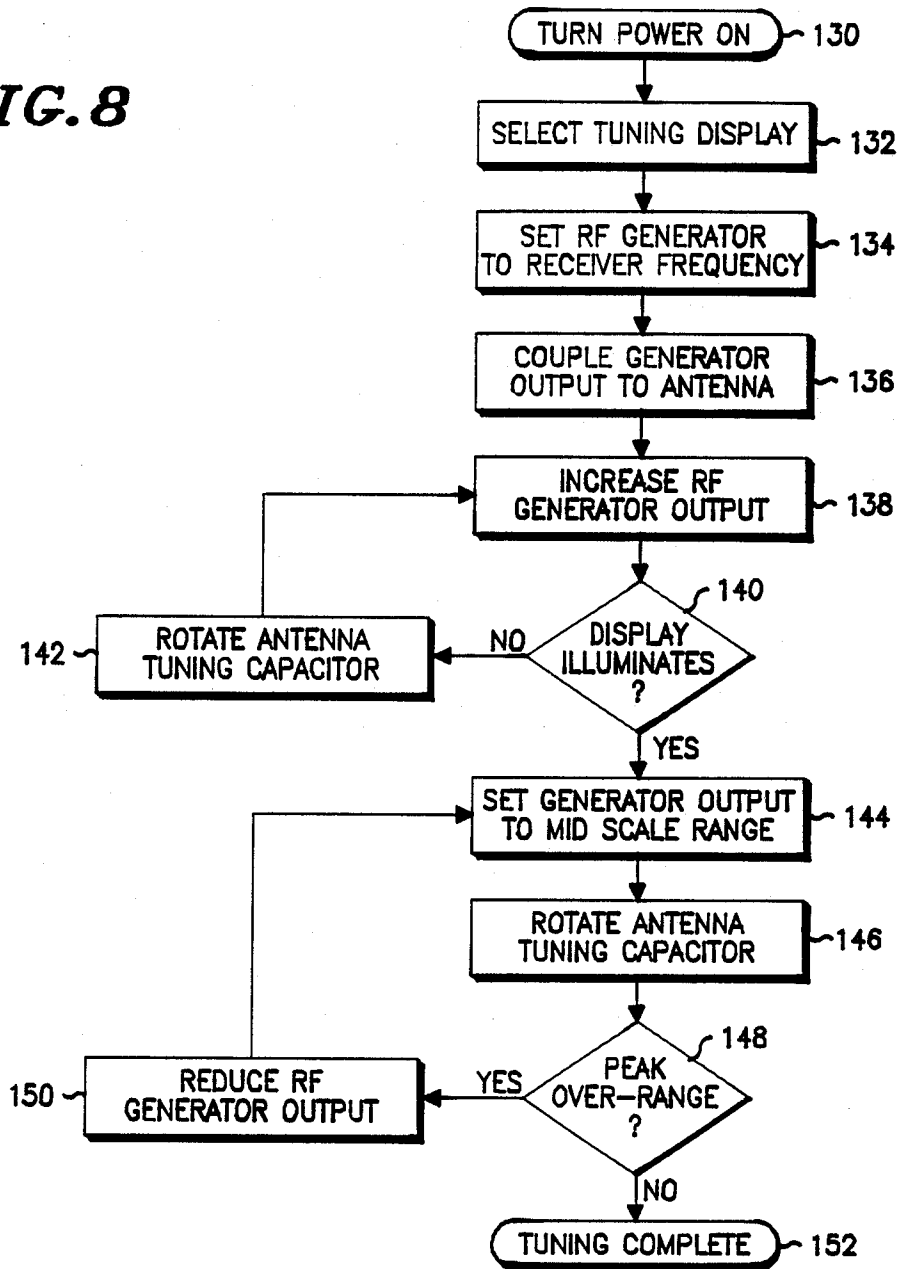 IG. 8
TURN POWER ON
130
SELECT TUNING DISPLAY
132
SET RF GENERATOR
TO RECEIVER FREQUENCY
134
COUPLE GENERATOR
OUTPUT TO ANTENNA
136
INCREASE RF
GENERATOR OUTPUT
138
140
DISPLAY
ILLUMINATES
?
NO
142
ROTATE ANTENNA
TUNING CAPACITOR
YES
SET GENERATOR OUTPUT
TO MID SCALE RANGE
144
ROTATE ANTENNA
TUNING CAPACITOR
146
148
PEAK
OVER-RANGE
?
YES
150
REDUCE RF
GENERATOR OUTPUT
NO
TUNING COMPLETE
152